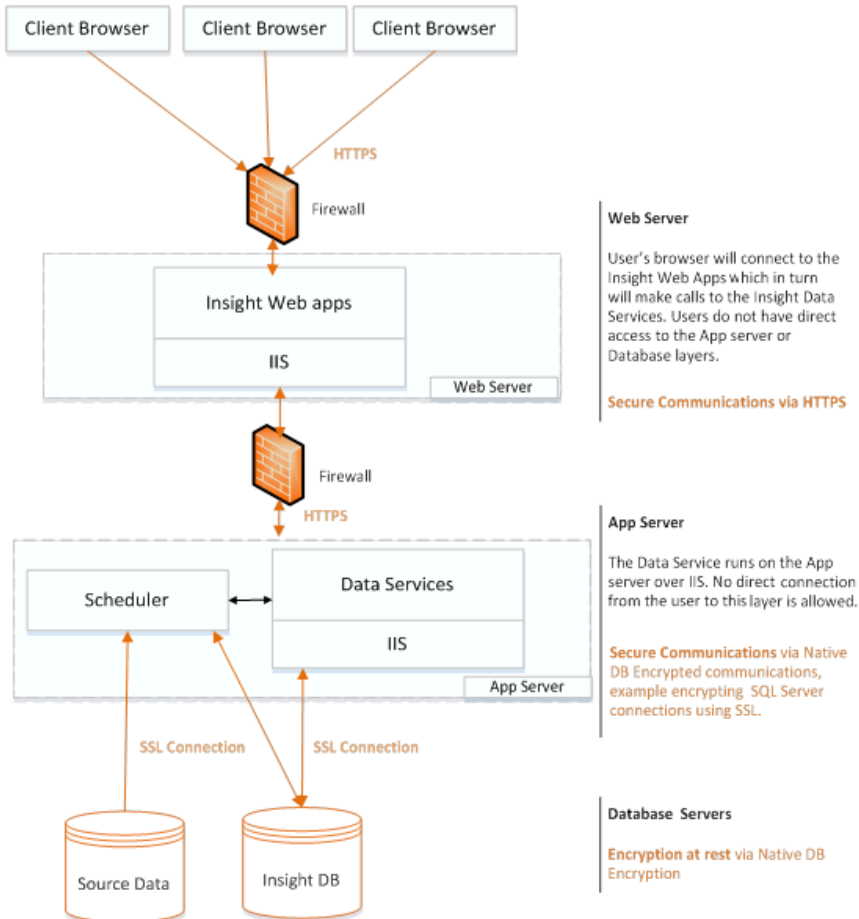 Client Browser
Client Browser
Client Browser
HTTPS
Firewall
Web Server
User's browser will connect to the
Insight Web Apps which in turn
will make calls to the Insight Data
Services. Users do not have direct
access to the App server or
Database layers.
Secure Communications via HTTPS
Insight Web apps
IIS
Web Server
Firewall
HTTPS
App Server
The Data Service runs on the App
server over IIS. No direct connection
from the user to this layer is allowed.
Secure Communications via Native
DB Encrypted communications,
example encrypting SQL Server
connections using SSL.
Scheduler
Data Services
IIS
App Server
SSL Connection
SSL Connection
Database Servers
Encryption at rest via Native DB
Encryption
Source Data
Insight DB